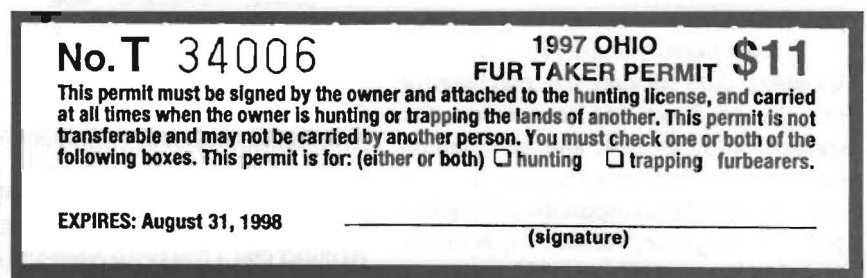 No. T 34006 1997 OHIO $11
FUR TAKER PERMIT
This permit must be signed by the owner and attached to the hunting license, and carried
at all times when the owner is hunting or trapping the lands of another. This permit is not
transferable and may not be carried by another person. You must check one or both of the
following boxes. This permit is for: (either or both) ☐ hunting ☐ trapping furbearers.
EXPIRES: August 31, 1998
(signature)